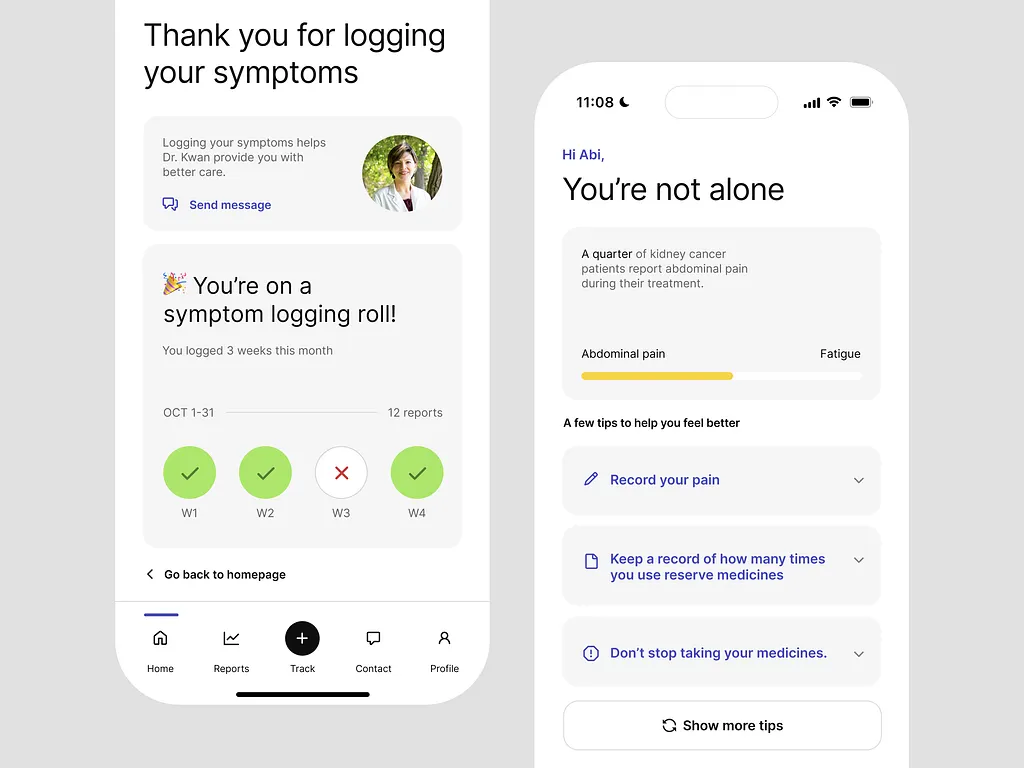 Thank you for logging
your symptoms
Logging your symptoms helps
Dr. Kwan provide you with
better care.
Send message
🎉 You’re on a
symptom logging roll!
You logged 3 weeks this month
OCT 1-31
12 reports
W1
W2
W3
W4
Go back to homepage
Home
Reports
Track
Contact
Profile
11:08
Hi Abi,
You’re not alone
A quarter of kidney cancer
patients report abdominal pain
during their treatment.
Abdominal pain
Fatigue
A few tips to help you feel better
Record your pain
Keep a record of how many times
you use reserve medicines
Don’t stop taking your medicines.
Show more tips